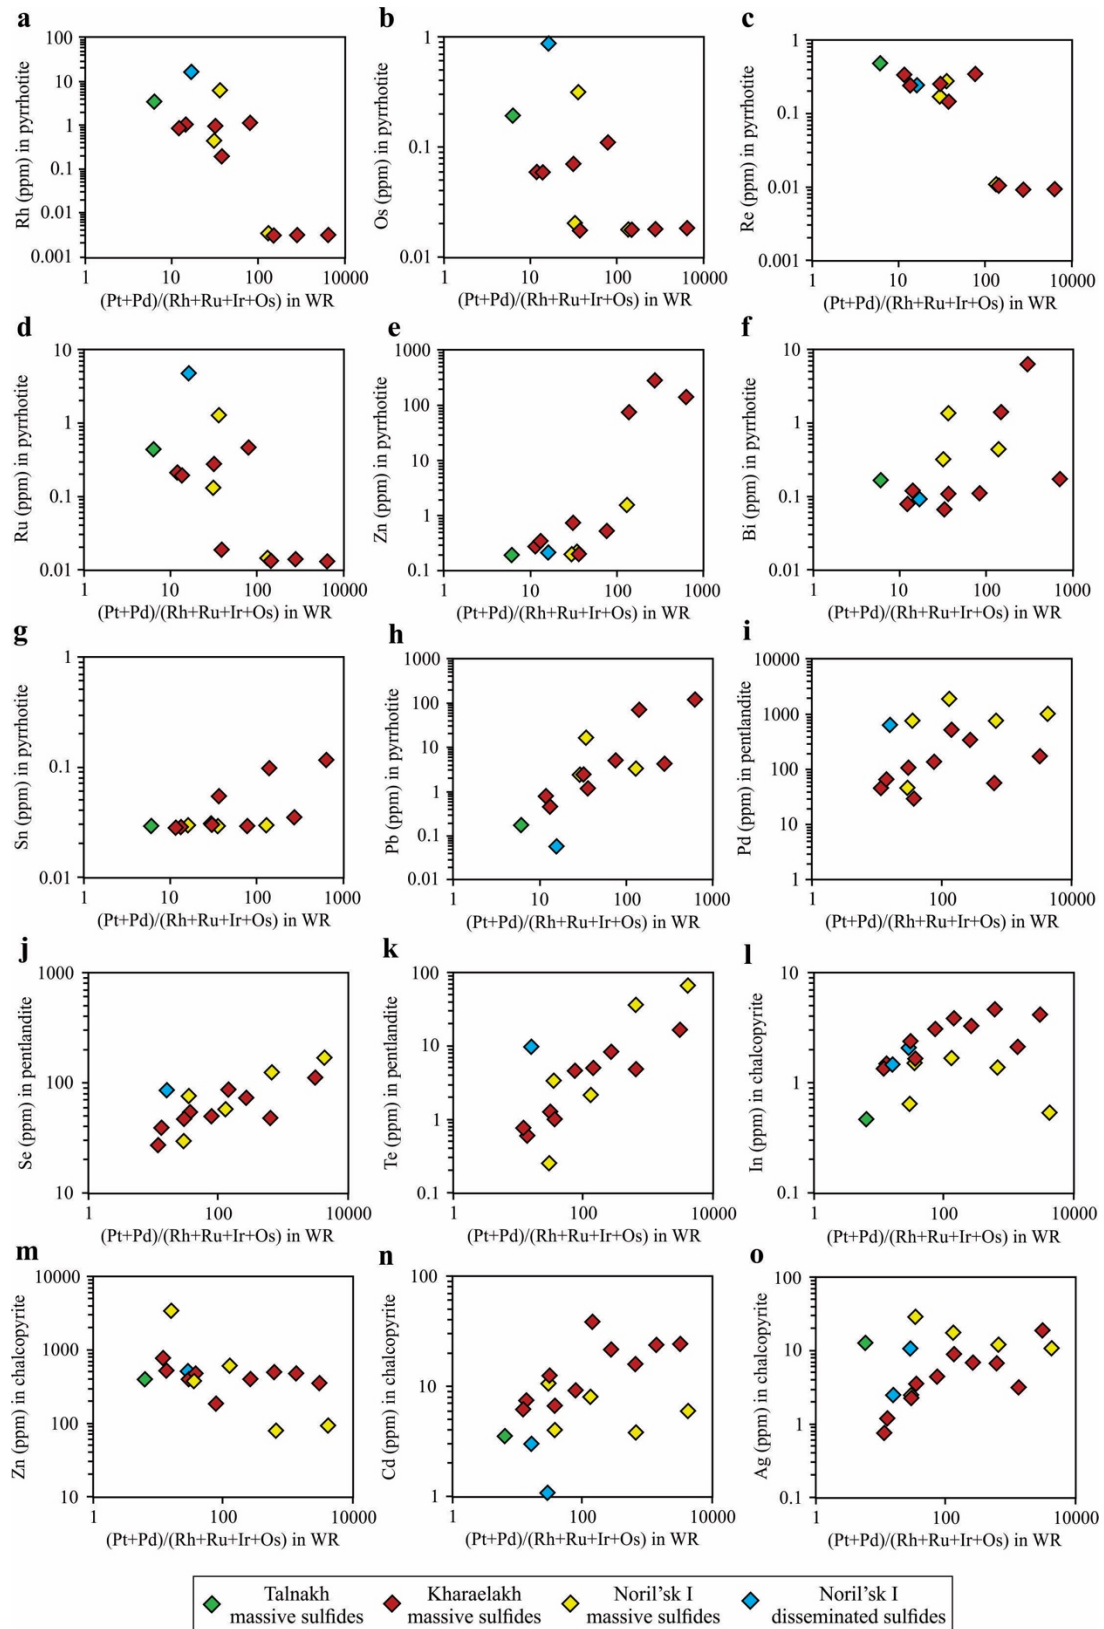 a
100
10
1
0.1
0.01
0.001
Rh (ppm) in pyrrhotite
1 10 100 10000
(Pt+Pd)/(Rh+Ru+Ir+Os) in WR
b
1
0.1
0.01
Os (ppm) in pyrrhotite
1 10 100 10000
(Pt+Pd)/(Rh+Ru+Ir+Os) in WR
c
1
0.1
0.01
0.001
Re (ppm) in pyrrhotite
1 10 100 10000
(Pt+Pd)/(Rh+Ru+Ir+Os) in WR
d
10
1
0.1
0.01
Ru (ppm) in pyrrhotite
1 10 100 10000
(Pt+Pd)/(Rh+Ru+Ir+Os) in WR
e
1000
100
10
1
0.1
Zn (ppm) in pyrrhotite
1 10 100 1000
(Pt+Pd)/(Rh+Ru+Ir+Os) in WR
f
10
1
0.1
0.01
Bi (ppm) in pyrrhotite
1 10 100 1000
(Pt+Pd)/(Rh+Ru+Ir+Os) in WR
g
1
0.1
0.01
Sn (ppm) in pyrrhotite
1 10 100 1000
(Pt+Pd)/(Rh+Ru+Ir+Os) in WR
h
1000
100
10
1
0.1
0.01
Pb (ppm) in pyrrhotite
1 10 100 1000
(Pt+Pd)/(Rh+Ru+Ir+Os) in WR
i
10000
1000
100
10
1
Pd (ppm) in pentlandite
1 100 10000
(Pt+Pd)/(Rh+Ru+Ir+Os) in WR
j
1000
100
10
Se (ppm) in pentlandite
1 100 10000
(Pt+Pd)/(Rh+Ru+Ir+Os) in WR
k
100
10
1
0.1
Te (ppm) in pentlandite
1 100 10000
(Pt+Pd)/(Rh+Ru+Ir+Os) in WR
l
10
1
0.1
In (ppm) in chalcopyrite
1 100 10000
(Pt+Pd)/(Rh+Ru+Ir+Os) in WR
m
10000
1000
100
10
Zn (ppm) in chalcopyrite
1 100 10000
(Pt+Pd)/(Rh+Ru+Ir+Os) in WR
n
100
10
1
Cd (ppm) in chalcopyrite
1 100 10000
(Pt+Pd)/(Rh+Ru+Ir+Os) in WR
o
100
10
1
0.1
Ag (ppm) in chalcopyrite
1 100 10000
(Pt+Pd)/(Rh+Ru+Ir+Os) in WR
Talnakh
massive sulfides
Kharaelakh
massive sulfides
Noril'sk I
massive sulfides
Noril'sk I
disseminated sulfides